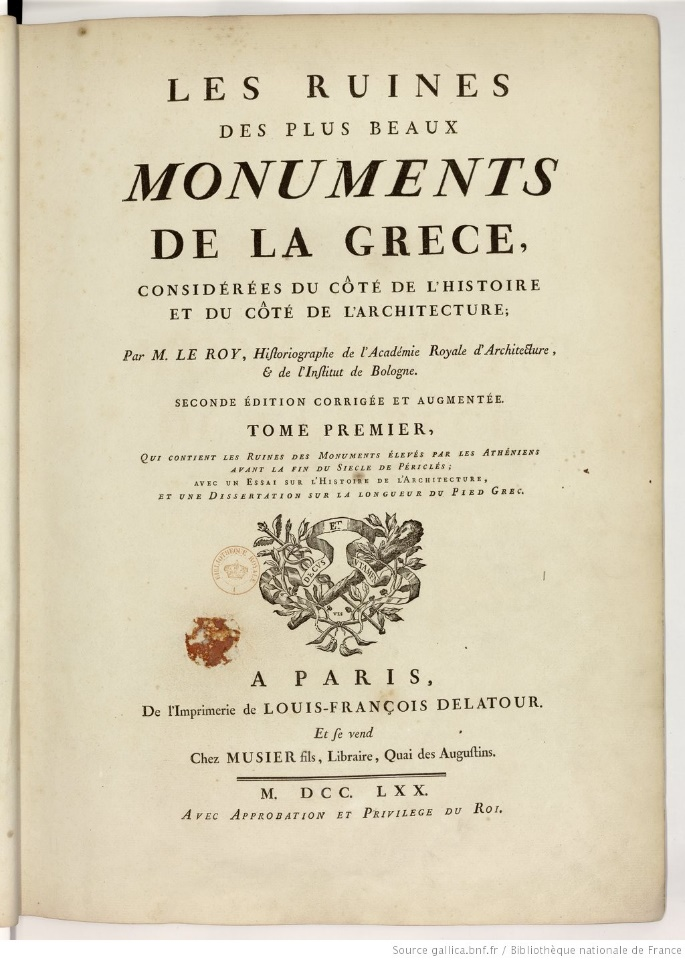 LES RUINES
DES PLUS BEAUX
MONUMENTS
DE LA GRECE,
CONSIDÉRÉES DU CÔTÉ DE L'HISTOIRE
ET DU CÔTÉ DE L'ARCHITECTURE;
Par M. LE ROY, Hiſtoriographe de l'Académie Royale d'Architecture,
& de l'Inſtitut de Bologne.
SECONDE ÉDITION CORRIGÉE ET AUGMENTÉE.
TOME PREMIER,
QUI CONTIENT LES RUINES DES MONUMENTS ÉLEVÉS PAR LES ATHÉNIENS
AVANT LA FIN DU SIECLE DE PÉRICLÉS;
AVEC UN ESSAI SUR L'HISTOIRE DE L'ARCHITECTURE,
ET UNE DISSERTATION SUR LA LONGUEUR DU PIED GREC.
ET
DECUS
UTAMEN
BIBLIOTHEQUE ROYALE
A PARIS,
De l'Imprimerie de LOUIS-FRANÇOIS DELATOUR.
Et ſe vend
Chez MUSIER fils, Libraire, Quai des Auguſtins.
M. DCC. LXX.
AVEC APPROBATION ET PRIVILEGE DU ROI.
Source gallica.bnf.fr / Bibliothèque nationale de France